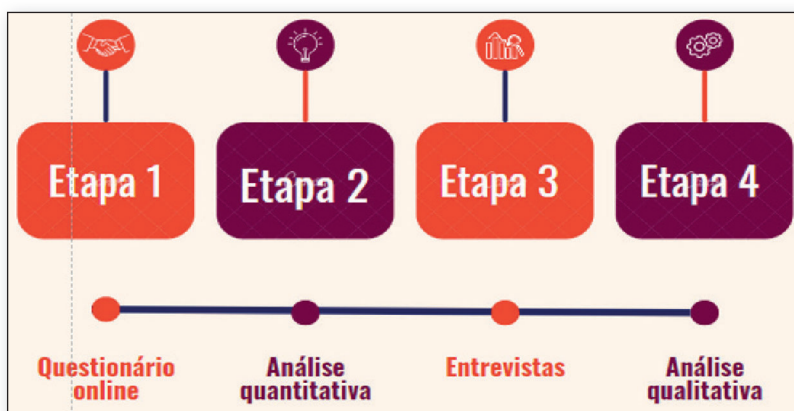 Etapa 1
Etapa 2
Etapa 3
Etapa 4
Questionário
online
Análise
quantitativa
Entrevistas
Análise
qualitativa